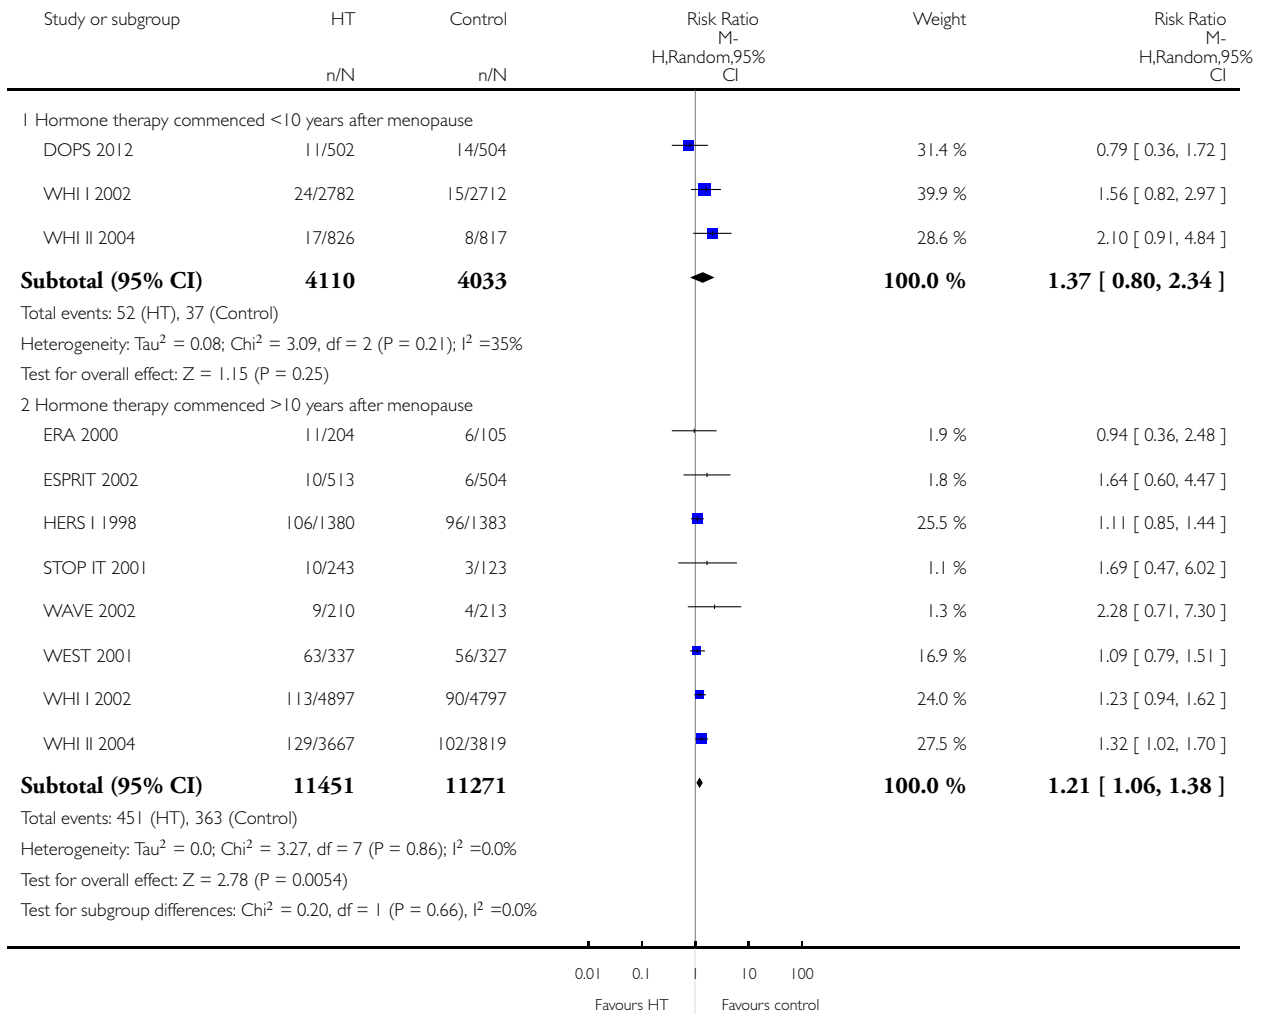 Study or subgroup HT Control Risk Ratio Weight Risk Ratio
M- M-
H,Random,95% H,Random,95%
n/N n/N CI CI
1 Hormone therapy commenced <10 years after menopause
DOPS 2012 11/502 14/504 31.4 % 0.79 [ 0.36, 1.72 ]
WHI I 2002 24/2782 15/2712 39.9 % 1.56 [ 0.82, 2.97 ]
WHI II 2004 17/826 8/817 28.6 % 2.10 [ 0.91, 4.84 ]
Subtotal (95% CI) 4110 4033 100.0 % 1.37 [ 0.80, 2.34 ]
Total events: 52 (HT), 37 (Control)
Heterogeneity: Tau² = 0.08; Chi² = 3.09, df = 2 (P = 0.21); I² =35%
Test for overall effect: Z = 1.15 (P = 0.25)
2 Hormone therapy commenced >10 years after menopause
ERA 2000 11/204 6/105 1.9 % 0.94 [ 0.36, 2.48 ]
ESPRIT 2002 10/513 6/504 1.8 % 1.64 [ 0.60, 4.47 ]
HERS I 1998 106/1380 96/1383 25.5 % 1.11 [ 0.85, 1.44 ]
STOP IT 2001 10/243 3/123 1.1 % 1.69 [ 0.47, 6.02 ]
WAVE 2002 9/210 4/213 1.3 % 2.28 [ 0.71, 7.30 ]
WEST 2001 63/337 56/327 16.9 % 1.09 [ 0.79, 1.51 ]
WHI I 2002 113/4897 90/4797 24.0 % 1.23 [ 0.94, 1.62 ]
WHI II 2004 129/3667 102/3819 27.5 % 1.32 [ 1.02, 1.70 ]
Subtotal (95% CI) 11451 11271 100.0 % 1.21 [ 1.06, 1.38 ]
Total events: 451 (HT), 363 (Control)
Heterogeneity: Tau² = 0.0; Chi² = 3.27, df = 7 (P = 0.86); I² =0.0%
Test for overall effect: Z = 2.78 (P = 0.0054)
Test for subgroup differences: Chi² = 0.20, df = 1 (P = 0.66), I² =0.0%
0.01 0.1 1 10 100
Favours HT Favours control